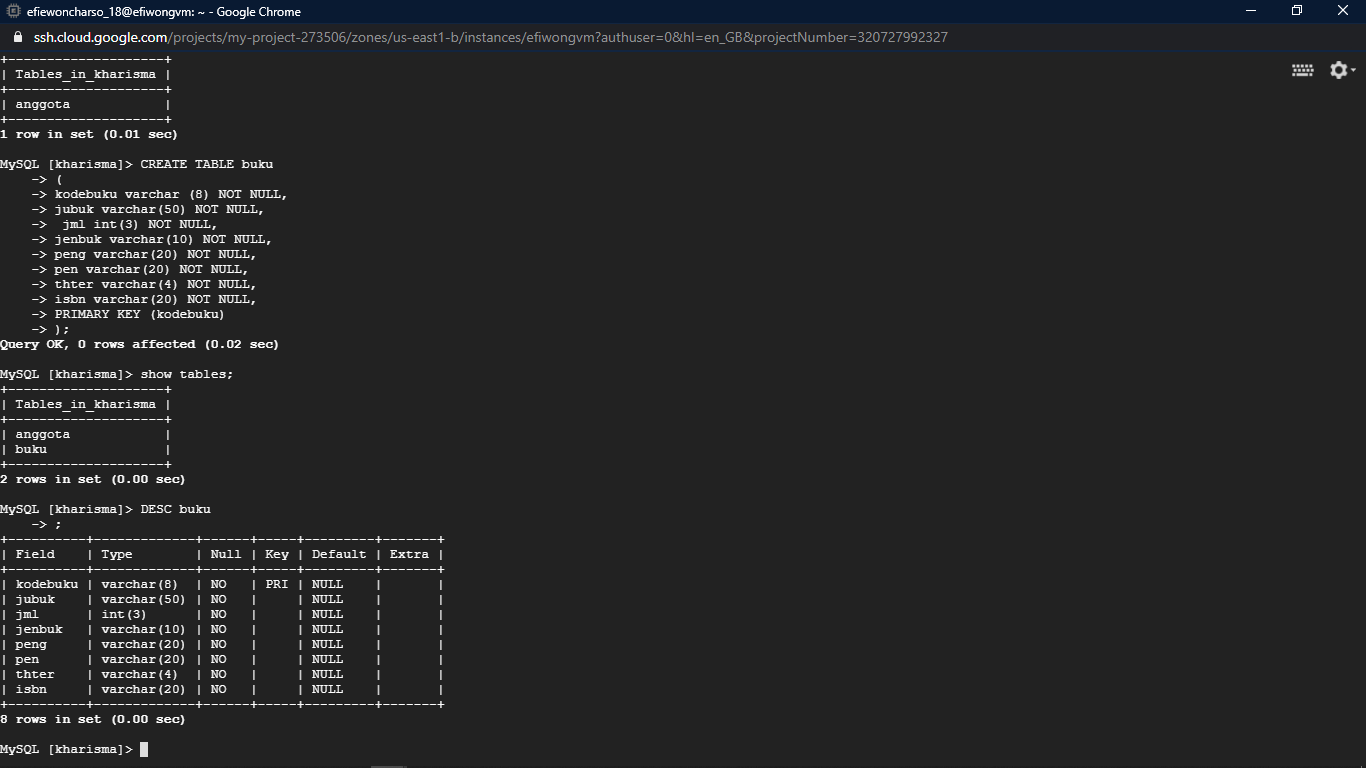 efiewoncharso_18@efiwongvm: ~ - Google Chrome
ssh.cloud.google.com/projects/my-project-273506/zones/us-east1-b/instances/efiwongvm?authuser=0&hl=en_GB&projectNumber=320727992327
+--------------------+
| Tables_in_kharisma |
+--------------------+
| anggota            |
+--------------------+
1 row in set (0.01 sec)
MySQL [kharisma]> CREATE TABLE buku
    -> (
    -> kodebuku varchar (8) NOT NULL,
    -> jubuk varchar(50) NOT NULL,
    ->  jml int(3) NOT NULL,
    -> jenbuk varchar(10) NOT NULL,
    -> peng varchar(20) NOT NULL,
    -> pen varchar(20) NOT NULL,
    -> thter varchar(4) NOT NULL,
    -> isbn varchar(20) NOT NULL,
    -> PRIMARY KEY (kodebuku)
    -> );
Query OK, 0 rows affected (0.02 sec)
MySQL [kharisma]> show tables;
+--------------------+
| Tables_in_kharisma |
+--------------------+
| anggota            |
| buku               |
+--------------------+
2 rows in set (0.00 sec)
MySQL [kharisma]> DESC buku
    -> ;
+----------+-------------+------+-----+---------+-------+
| Field    | Type        | Null | Key | Default | Extra |
+----------+-------------+------+-----+---------+-------+
| kodebuku | varchar(8)  | NO   | PRI | NULL    |       |
| jubuk    | varchar(50) | NO   |     | NULL    |       |
| jml      | int(3)      | NO   |     | NULL    |       |
| jenbuk   | varchar(10) | NO   |     | NULL    |       |
| peng     | varchar(20) | NO   |     | NULL    |       |
| pen      | varchar(20) | NO   |     | NULL    |       |
| thter    | varchar(4)  | NO   |     | NULL    |       |
| isbn     | varchar(20) | NO   |     | NULL    |       |
+----------+-------------+------+-----+---------+-------+
8 rows in set (0.00 sec)
MySQL [kharisma]>